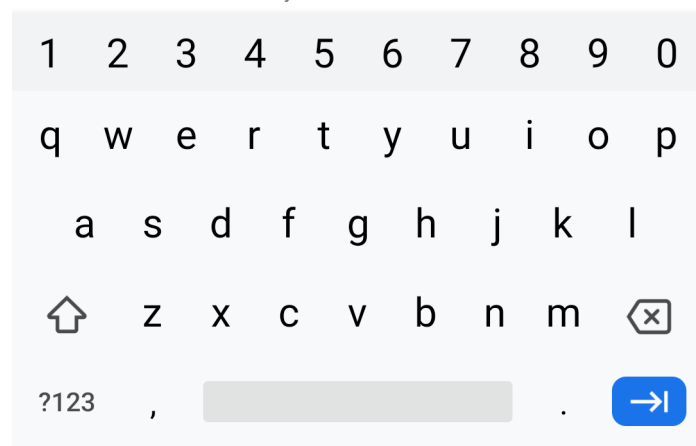 1 2 3 4 5 6 7 8 9 0
q w e r t y u i o p
a s d f g h j k l
z x c v b n m
?123 , .